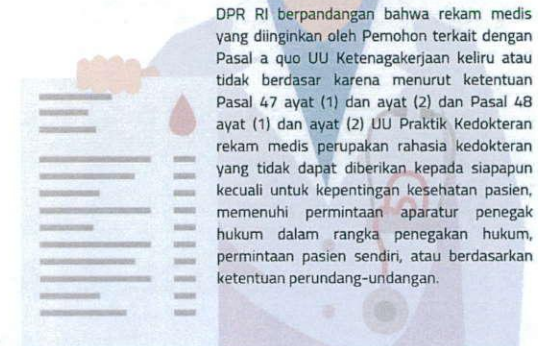 DPR RI berpandangan bahwa rekam medis
yang diinginkan oleh Pemohon terkait dengan
Pasal a quo UU Ketenagakerjaan keliru atau
tidak berdasar karena menurut ketentuan
Pasal 47 ayat (1) dan ayat (2) dan Pasal 48
ayat (1) dan ayat (2) UU Praktik Kedokteran
rekam medis perupakan rahasia kedokteran
yang tidak dapat diberikan kepada siapapun
kecuali untuk kepentingan kesehatan pasien,
memenuhi permintaan aparatur penegak
hukum dalam rangka penegakan hukum,
permintaan pasien sendiri, atau berdasarkan
ketentuan perundang-undangan.